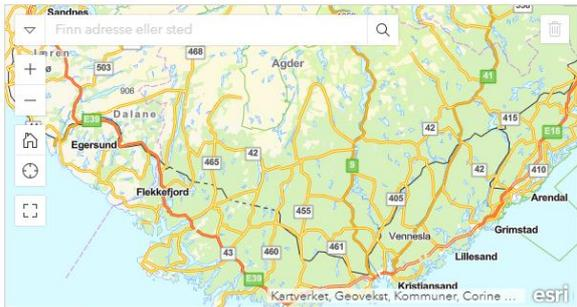 Sandnes
Finn adresse eller sted
Jæren
468
503
Agder
41
906
Dalane
E39
415
E18
42
42
Egersund
465
42
9
42
410
Flekkefjord
405
Arendal
455
Grimstad
Vennesla
43
460
461
Lillesand
E39
Kristiansand
Kartverket, Geovekst, Kommuner, Corine ...
esri